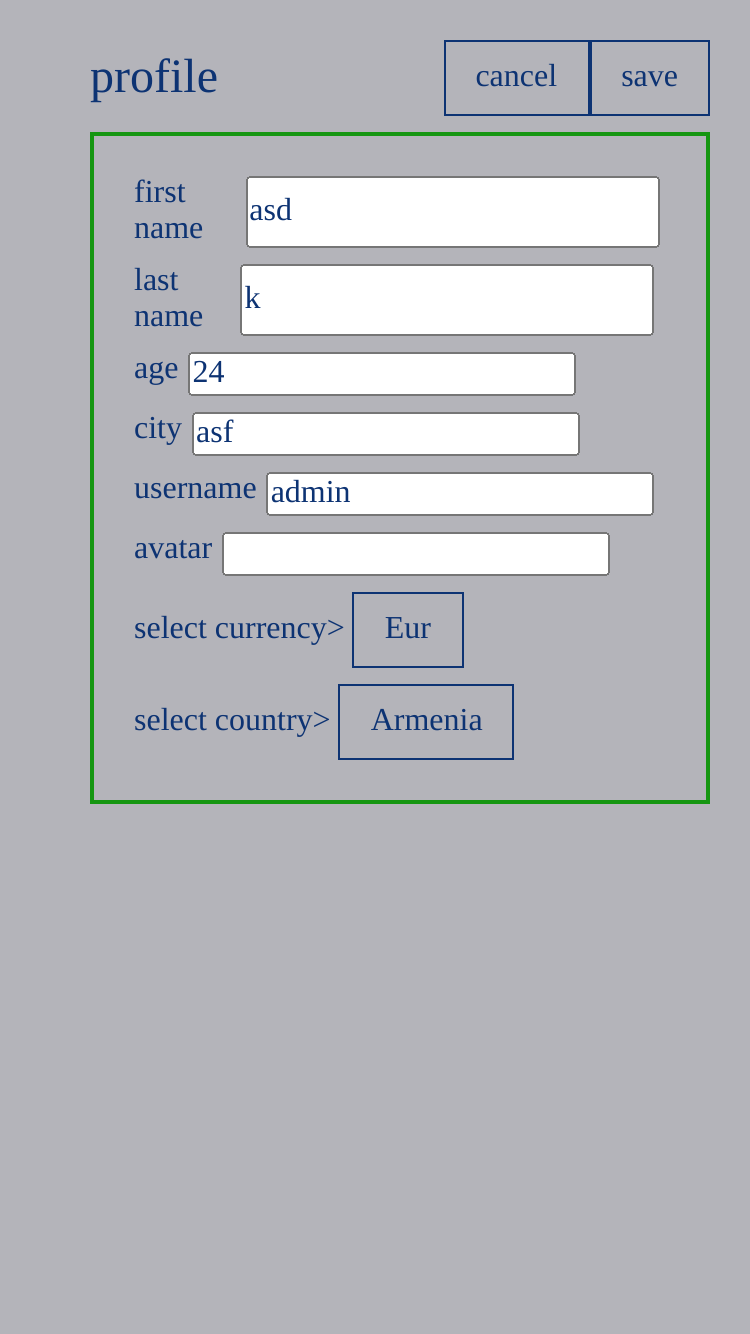 profile
cancel
save
first
name
asd
last
name
k
age 24
city asf
username admin
avatar
select currency> Eur
select country> Armenia